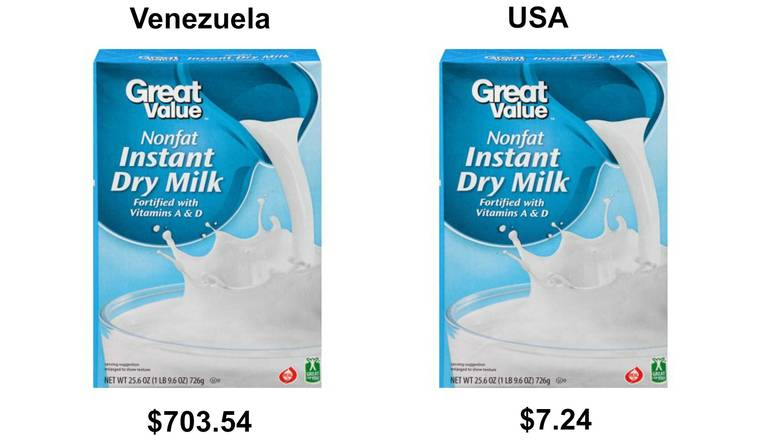 Venezuela
USA
Great
Value
Nonfat
Instant
Dry Milk
Fortified with
Vitamins A & D
NET WT 25.6 OZ (1 LB 9.6 OZ) 726g
$703.54
Great
Value
Nonfat
Instant
Dry Milk
Fortified with
Vitamins A & D
NET WT 25.6 OZ (1 LB 9.6 OZ) 726g
$7.24